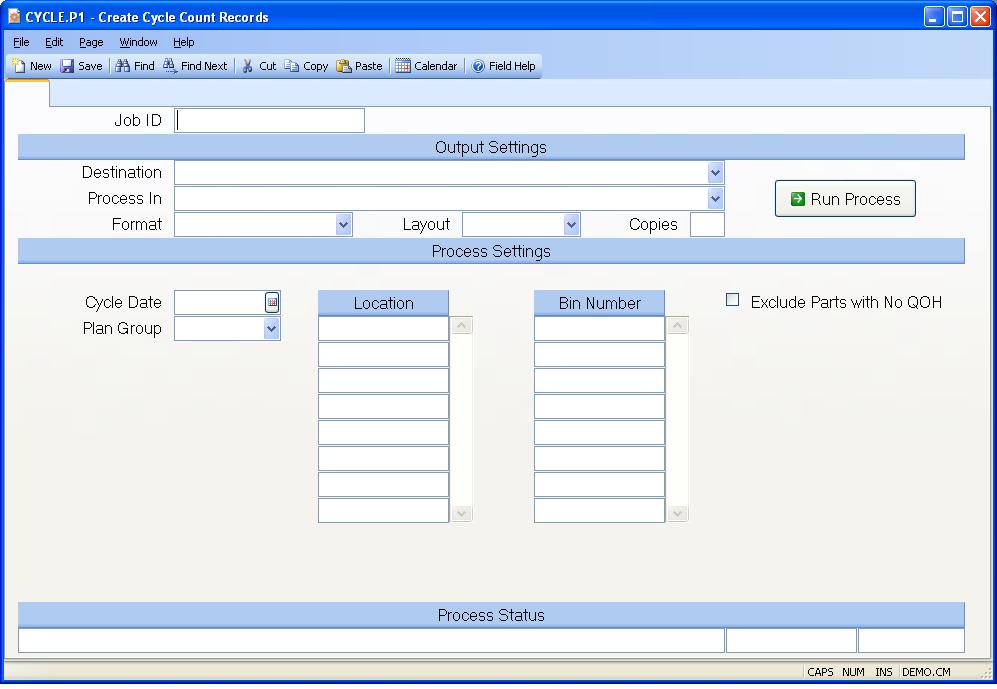 CYCLE.P1 - Create Cycle Count Records
File Edit Page Window Help
New Save Find Find Next Cut Copy Paste Calendar Field Help
Job ID
Output Settings
Destination
Process In
Run Process
Format Layout Copies
Process Settings
Cycle Date Location Bin Number Exclude Parts with No QOH
Plan Group
Process Status
CAPS NUM INS DEMO.CM